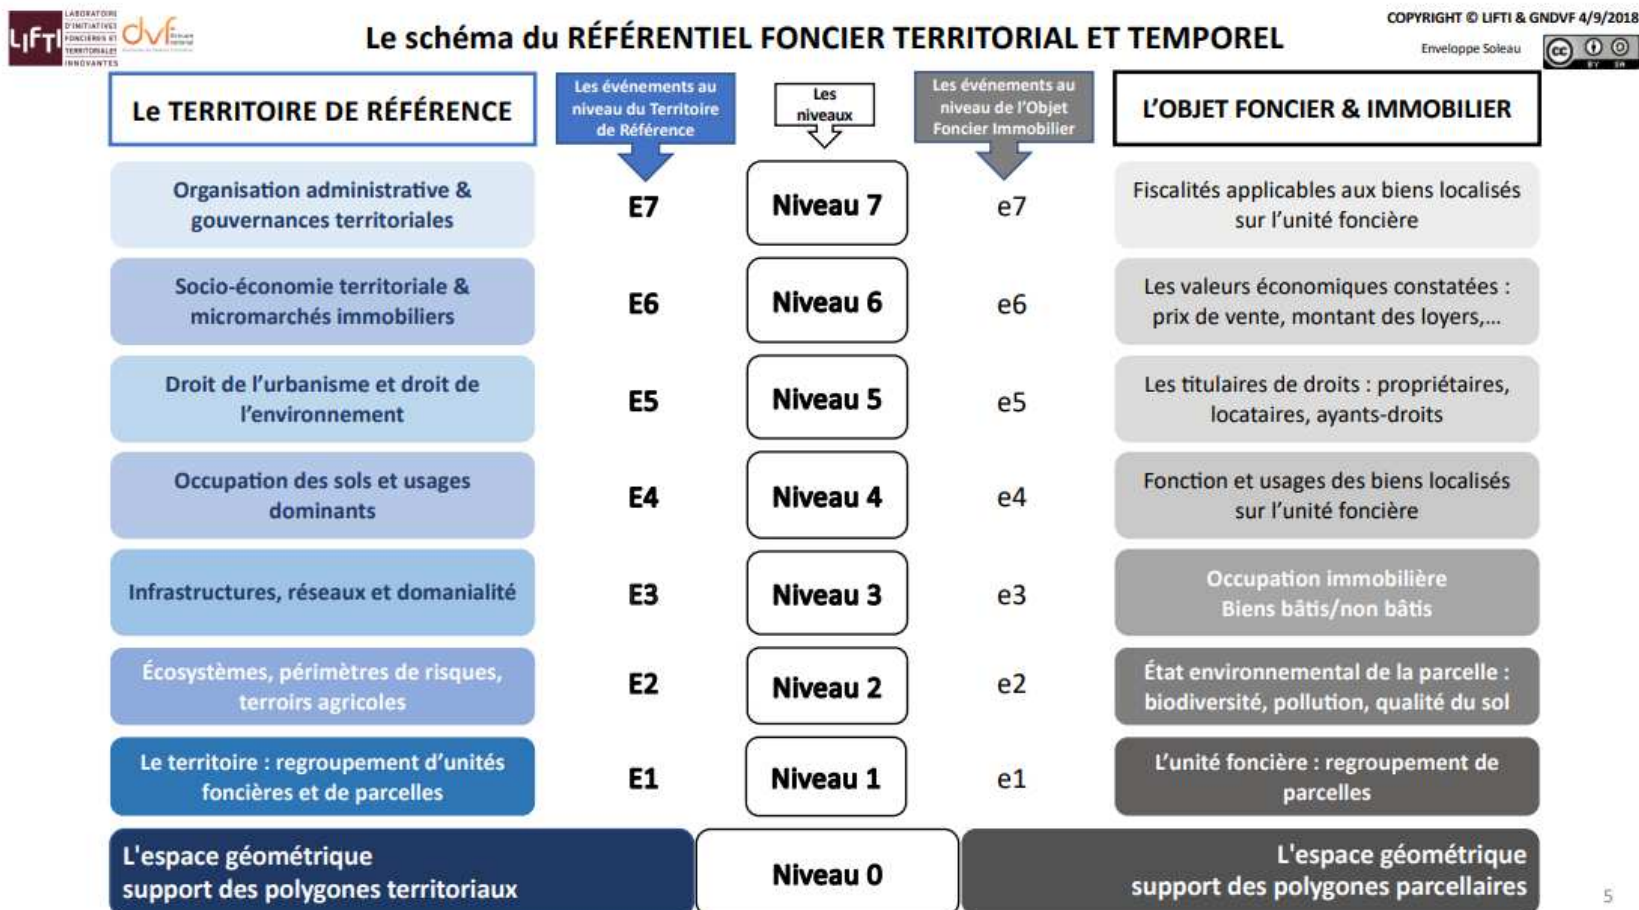 LIFTI
LABORATOIRE
D'INITIATIVES
FONCIÈRES ET
TERRITORIALES
INNOVANTES
dvf
Le schéma du RÉFÉRENTIEL FONCIER TERRITORIAL ET TEMPOREL
COPYRIGHT © LIFTI & GNDVF 4/9/2018
Enveloppe Soleau
cc
BY SA
Le TERRITOIRE DE RÉFÉRENCE
Les événements au
niveau du Territoire
de Référence
Les
niveaux
Les événements au
niveau de l'Objet
Foncier Immobilier
L'OBJET FONCIER & IMMOBILIER
Organisation administrative &
gouvernances territoriales
E7
Niveau 7
e7
Fiscalités applicables aux biens localisés
sur l'unité foncière
Socio-économie territoriale &
micromarchés immobiliers
E6
Niveau 6
e6
Les valeurs économiques constatées :
prix de vente, montant des loyers,...
Droit de l'urbanisme et droit de
l'environnement
E5
Niveau 5
e5
Les titulaires de droits : propriétaires,
locataires, ayants-droits
Occupation des sols et usages
dominants
E4
Niveau 4
e4
Fonction et usages des biens localisés
sur l'unité foncière
Infrastructures, réseaux et domanialité
E3
Niveau 3
e3
Occupation immobilière
Biens bâtis/non bâtis
Écosystèmes, périmètres de risques,
terroirs agricoles
E2
Niveau 2
e2
État environnemental de la parcelle :
biodiversité, pollution, qualité du sol
Le territoire : regroupement d'unités
foncières et de parcelles
E1
Niveau 1
e1
L'unité foncière : regroupement de
parcelles
L'espace géométrique
support des polygones territoriaux
Niveau 0
L'espace géométrique
support des polygones parcellaires
5